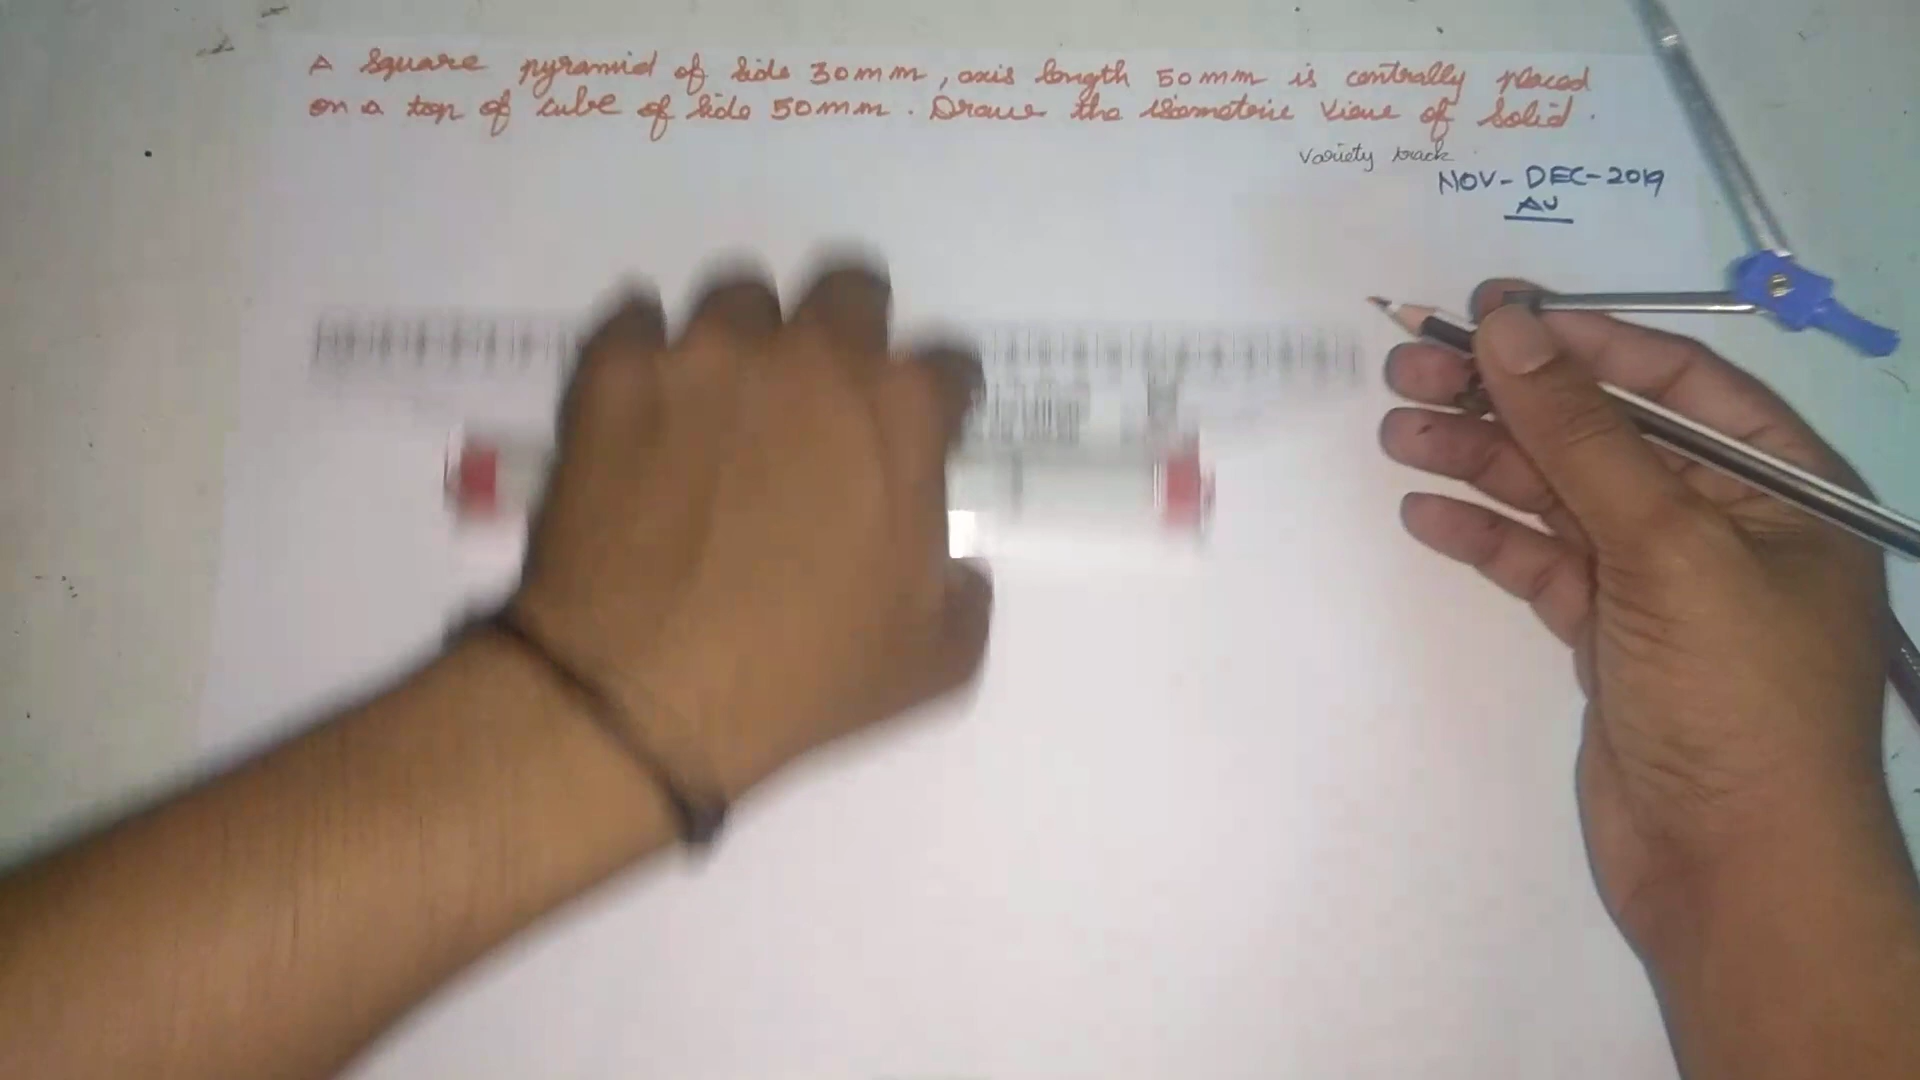 A Square pyramid of side 30mm, axis length 50mm is centrally placed
on a top of cube of side 50mm. Draw the isometric view of Solid.
Variety track
NOV-DEC-2019
AU